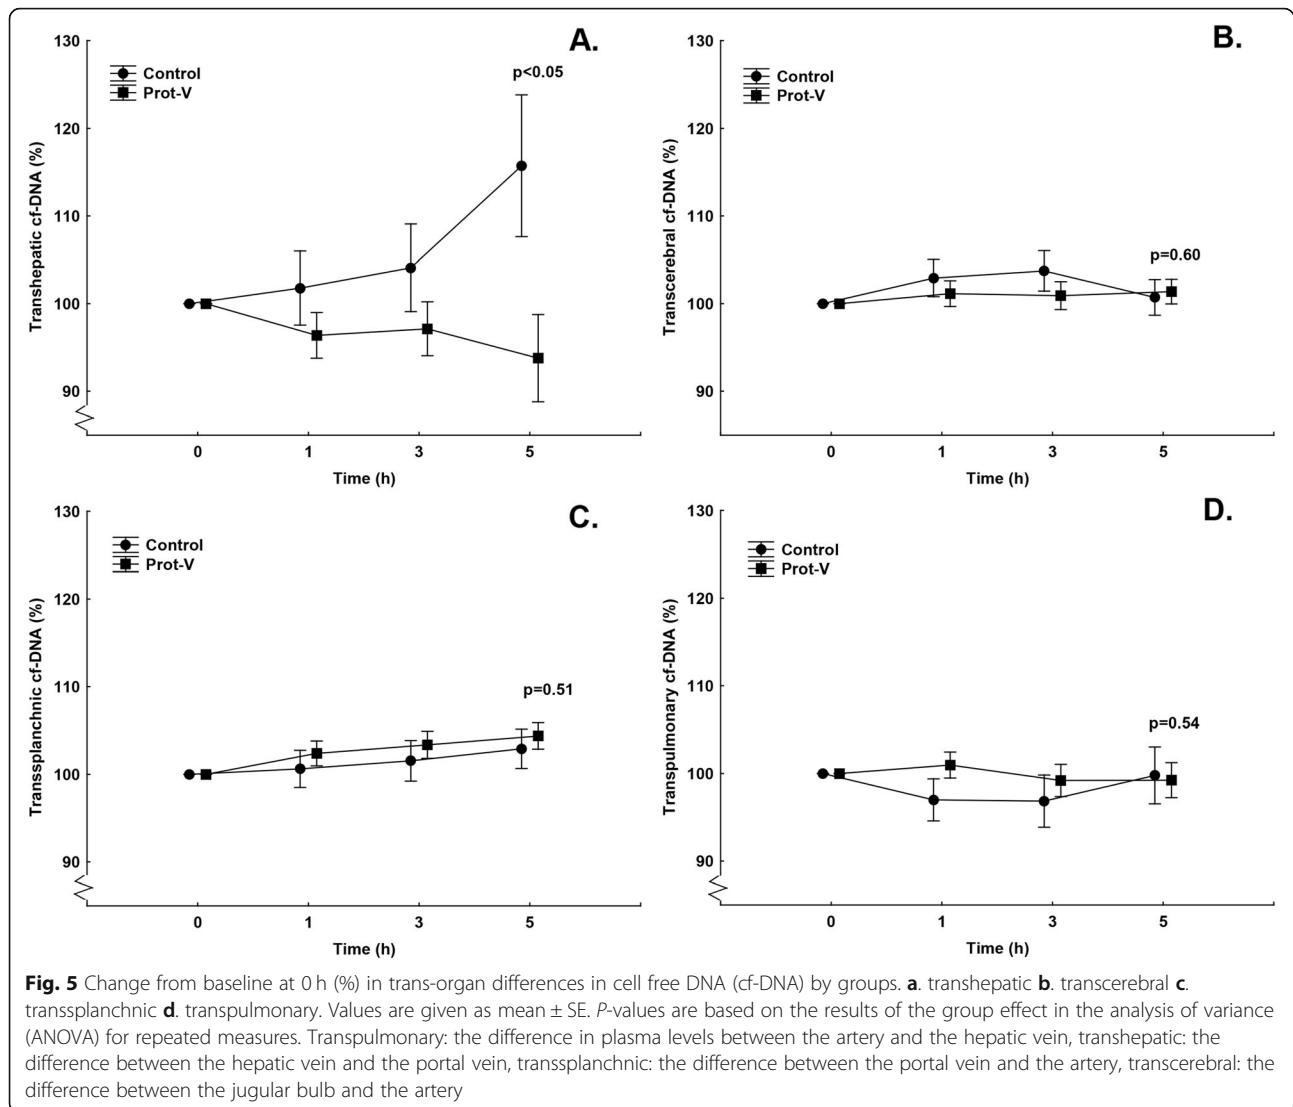 A.
130
120
110
100
90
Transhepatic cf-DNA (%)
Control
Prot-V
p<0.05
0 1 3 5
Time (h)
B.
130
120
110
100
90
Transcerebral cf-DNA (%)
Control
Prot-V
p=0.60
0 1 3 5
Time (h)
C.
130
120
110
100
90
Transsplanchnic cf-DNA (%)
Control
Prot-V
p=0.51
0 1 3 5
Time (h)
D.
130
120
110
100
90
Transpulmonary cf-DNA (%)
Control
Prot-V
p=0.54
0 1 3 5
Time (h)
Fig. 5 Change from baseline at 0 h (%) in trans-organ differences in cell free DNA (cf-DNA) by groups. a. transhepatic b. transcerebral c.
transsplanchnic d. transpulmonary. Values are given as mean ± SE. P-values are based on the results of the group effect in the analysis of variance
(ANOVA) for repeated measures. Transpulmonary: the difference in plasma levels between the artery and the hepatic vein, transhepatic: the
difference between the hepatic vein and the portal vein, transsplanchnic: the difference between the portal vein and the artery, transcerebral: the
difference between the jugular bulb and the artery